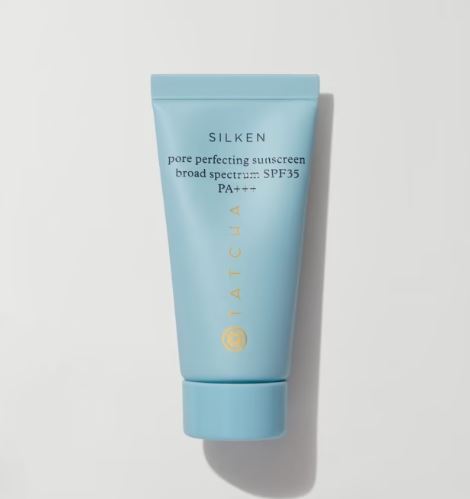 SILKEN
pore perfecting sunscreen
broad spectrum SPF35
PA+++
TATCHA